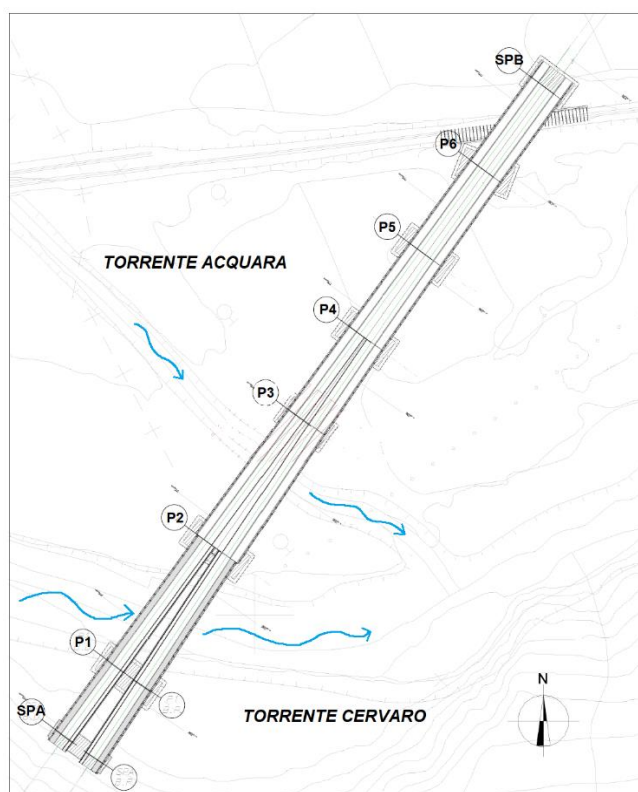 SPB
P6
P5
TORRENTE ACQUARA
P4
P3
P2
P1
SPA
TORRENTE CERVARO
N